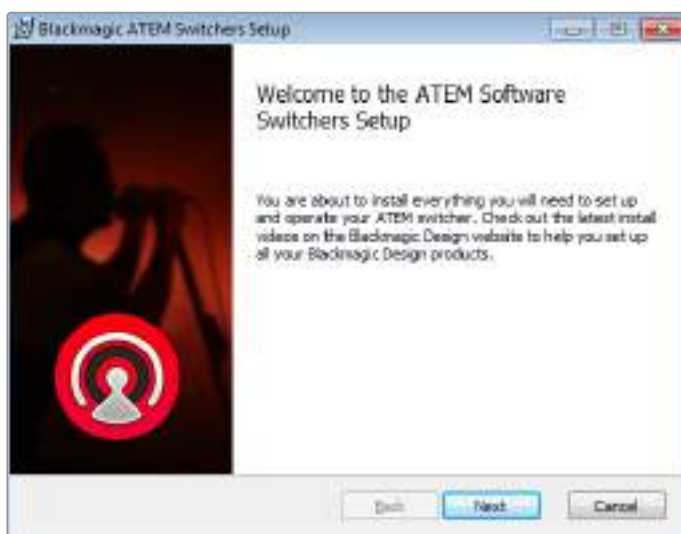 Blackmagic ATEM Switchers Setup
Welcome to the ATEM Software
Switchers Setup
You are about to install everything you will need to set up
and operate your ATEM switcher. Check out the latest install
videos on the Blackmagic Design website to help you set up
all your Blackmagic Design products.
Back Next Cancel